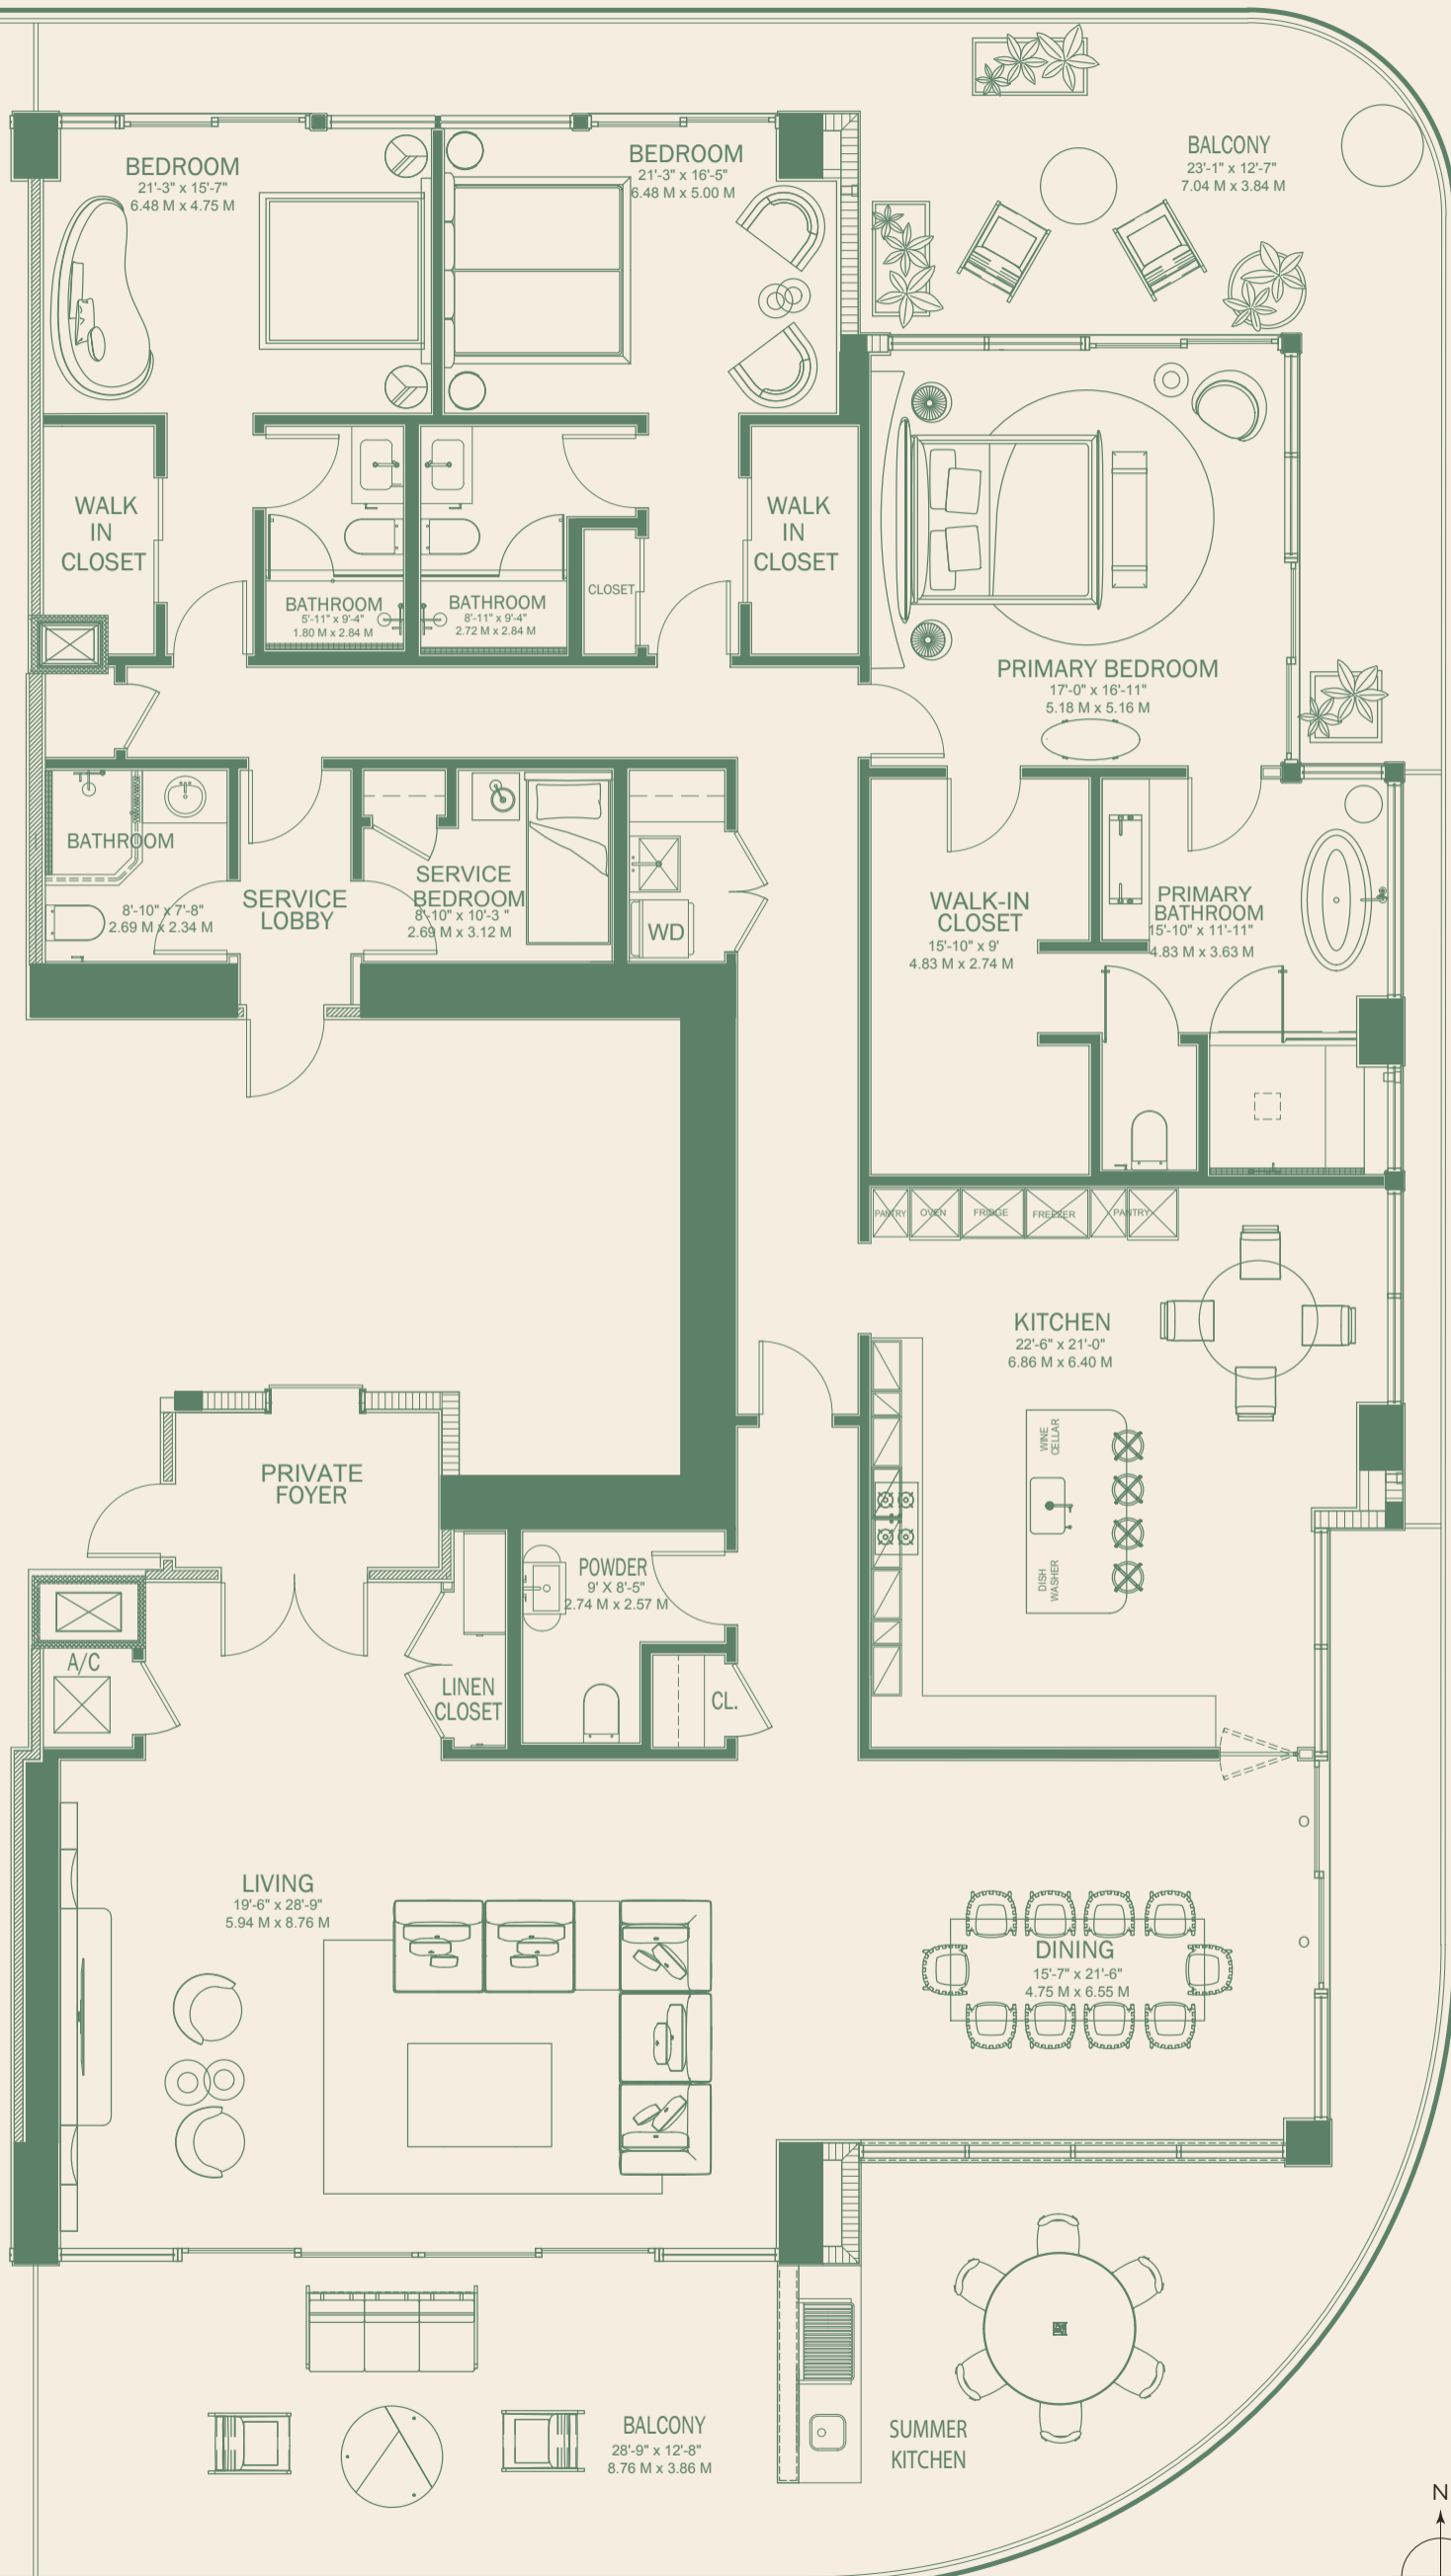 BEDROOM
21'-3" x 15'-7"
6.48 M x 4.75 M
BEDROOM
21'-3" x 16'-5"
6.48 M x 5.00 M
BALCONY
23'-1" x 12'-7"
7.04 M x 3.84 M
WALK
IN
CLOSET
BATHROOM
5'-11" x 9'-4"
1.80 M x 2.84 M
BATHROOM
8'-11" x 9'-4"
2.72 M x 2.84 M
CLOSET
WALK
IN
CLOSET
PRIMARY BEDROOM
17'-0" x 16'-11"
5.18 M x 5.16 M
BATHROOM
8'-10" x 7'-8"
2.69 M x 2.34 M
SERVICE
LOBBY
SERVICE
BEDROOM
8'-10" x 10'-3 "
2.69 M x 3.12 M
WD
WALK-IN
CLOSET
15'-10" x 9'
4.83 M x 2.74 M
PRIMARY
BATHROOM
15'-10" x 11'-11"
4.83 M x 3.63 M
PANTRY
OVEN
FRIDGE
FREEZER
PANTRY
KITCHEN
22'-6" x 21'-0"
6.86 M x 6.40 M
WINE
CELLAR
DISH
WASHER
PRIVATE
FOYER
POWDER
9' X 8'-5"
2.74 M x 2.57 M
A/C
LINEN
CLOSET
CL.
LIVING
19'-6" x 28'-9"
5.94 M x 8.76 M
DINING
15'-7" x 21'-6"
4.75 M x 6.55 M
BALCONY
28'-9" x 12'-8"
8.76 M x 3.86 M
SUMMER
KITCHEN
N